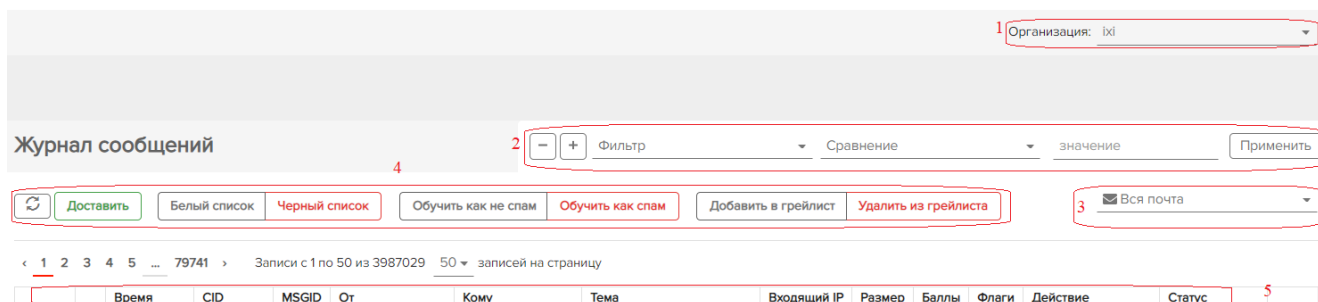 1 Организация: ixi
Журнал сообщений 2 − + Фильтр Сравнение значение Применить
4
Доставить Белый список Черный список Обучить как не спам Обучить как спам Добавить в грейлист Удалить из грейлиста 3 Вся почта
‹ 1 2 3 4 5 ... 79741 › Записи с 1 по 50 из 3987029 50 записей на страницу
5
Время CID MSGID От Кому Тема Входящий IP Размер Баллы Флаги Действие Статус